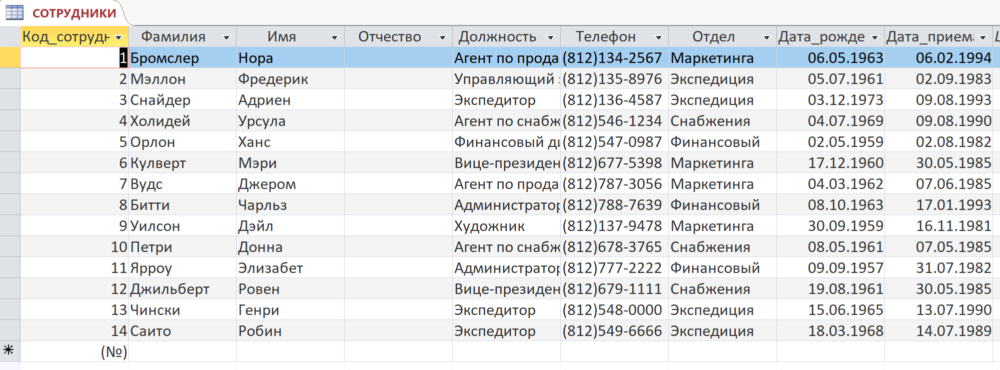 СОТРУДНИКИ
Код_сотрудн Фамилия Имя Отчество Должность Телефон Отдел Дата_рожде Дата_прием
1 Бромслер Нора Агент по прода (812)134-2567 Маркетинга 06.05.1963 06.02.1994
2 Мэллон Фредерик Управляющий (812)135-8976 Экспедиция 05.07.1961 02.09.1983
3 Снайдер Адриен Экспедитор (812)136-4587 Экспедиция 03.12.1973 09.08.1993
4 Холидей Урсула Агент по снабж (812)546-1234 Снабжения 04.07.1969 09.08.1990
5 Орлон Ханс Финансовый ди (812)547-0987 Финансовый 02.05.1959 02.08.1982
6 Кулверт Мэри Вице-президен (812)677-5398 Маркетинга 17.12.1960 30.05.1985
7 Вудс Джером Агент по прода (812)787-3056 Маркетинга 04.03.1962 07.06.1985
8 Битти Чарльз Администратор (812)788-7639 Финансовый 08.10.1963 17.01.1993
9 Уилсон Дэйл Художник (812)137-9478 Маркетинга 30.09.1959 16.11.1981
10 Петри Донна Агент по снабж (812)678-3765 Снабжения 08.05.1961 07.05.1985
11 Ярроу Элизабет Администратор (812)777-2222 Финансовый 09.09.1957 31.07.1982
12 Джильберт Ровен Вице-президен (812)679-1111 Снабжения 19.08.1961 30.05.1985
13 Чински Генри Экспедитор (812)548-0000 Экспедиция 15.06.1965 13.07.1990
14 Саито Робин Экспедитор (812)549-6666 Экспедиция 18.03.1968 14.07.1989
(№)